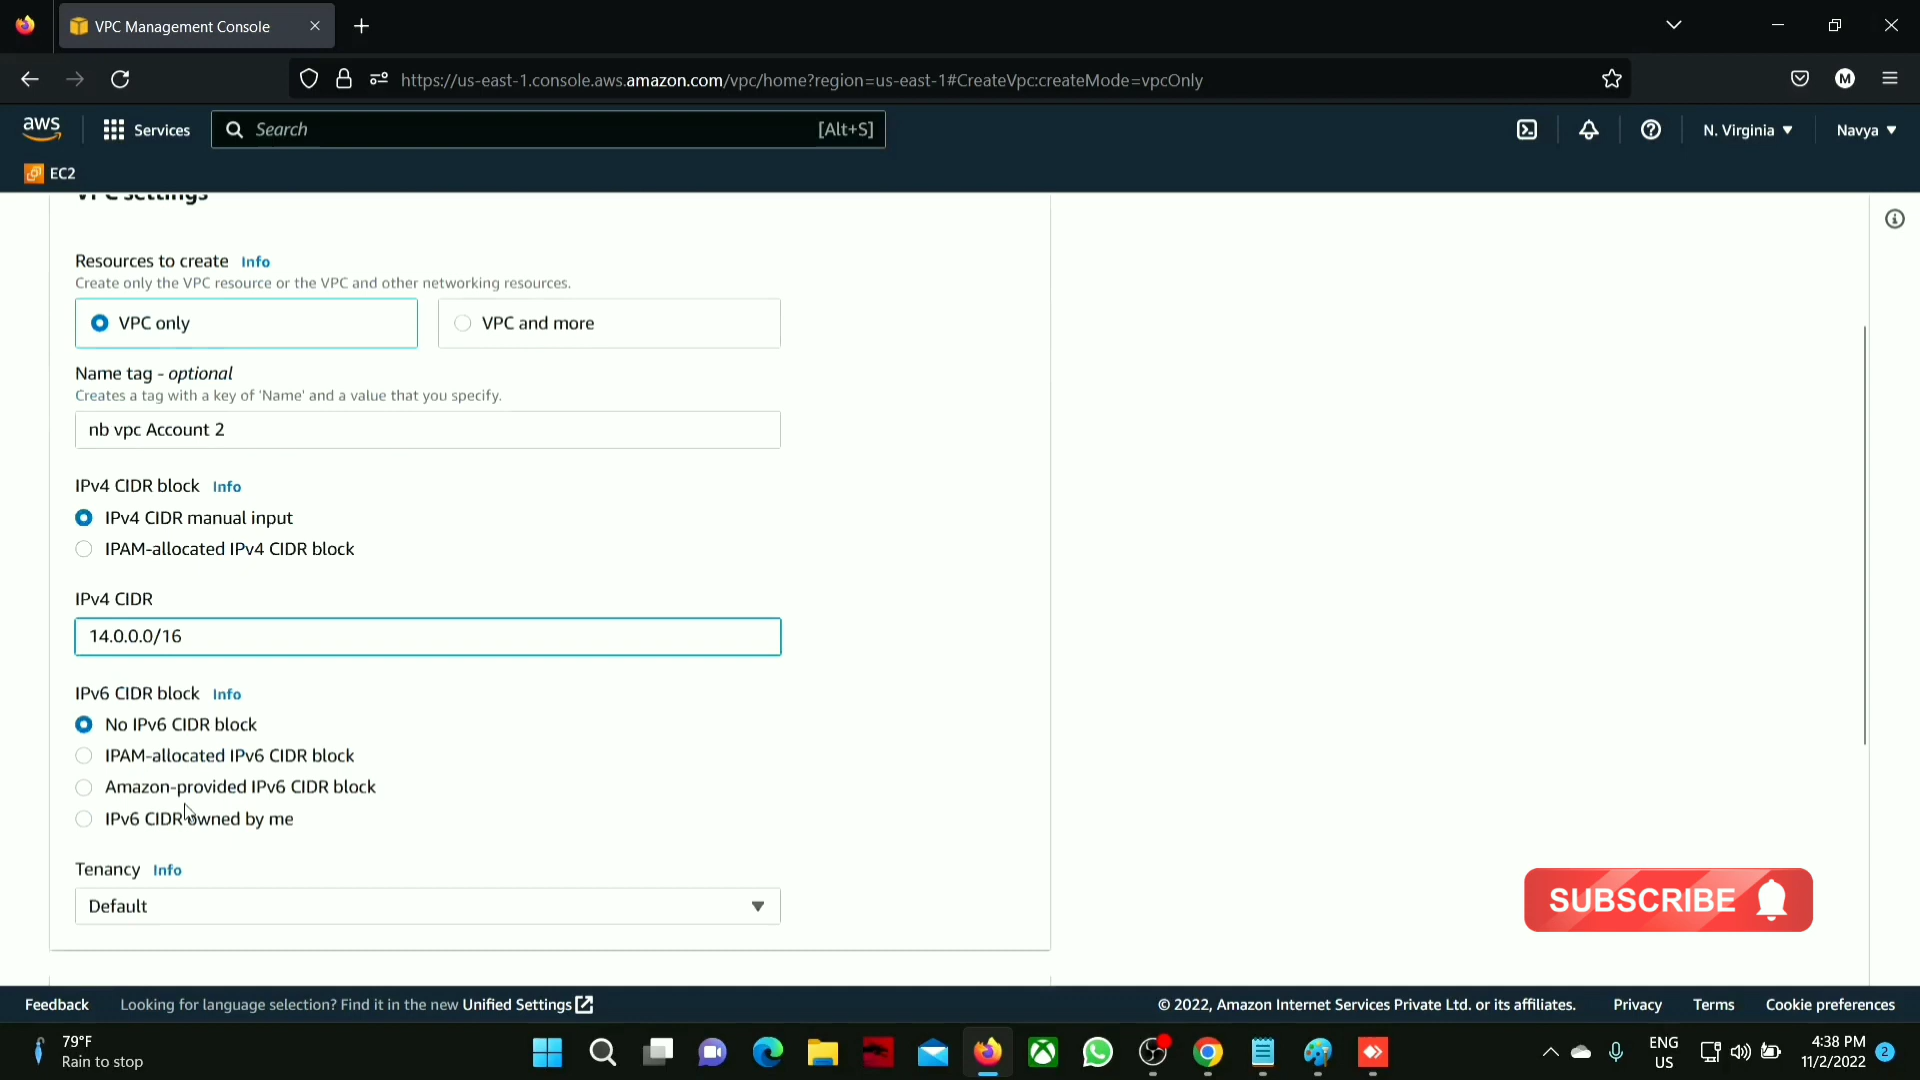 VPC Management Console
https://us-east-1.console.aws.amazon.com/vpc/home?region=us-east-1#CreateVpc:createMode=vpcOnly
M
aws
Services
Search
[Alt+S]
N. Virginia
Navya
EC2
VPC settings
Resources to create Info
Create only the VPC resource or the VPC and other networking resources.
VPC only
VPC and more
Name tag - optional
Creates a tag with a key of 'Name' and a value that you specify.
nb vpc Account 2
IPv4 CIDR block Info
IPv4 CIDR manual input
IPAM-allocated IPv4 CIDR block
IPv4 CIDR
14.0.0.0/16
IPv6 CIDR block Info
No IPv6 CIDR block
IPAM-allocated IPv6 CIDR block
Amazon-provided IPv6 CIDR block
IPv6 CIDR owned by me
Tenancy Info
Default
SUBSCRIBE
Feedback
Looking for language selection? Find it in the new Unified Settings
© 2022, Amazon Internet Services Private Ltd. or its affiliates.
Privacy
Terms
Cookie preferences
79°F
Rain to stop
ENG
US
4:38 PM
11/2/2022
2